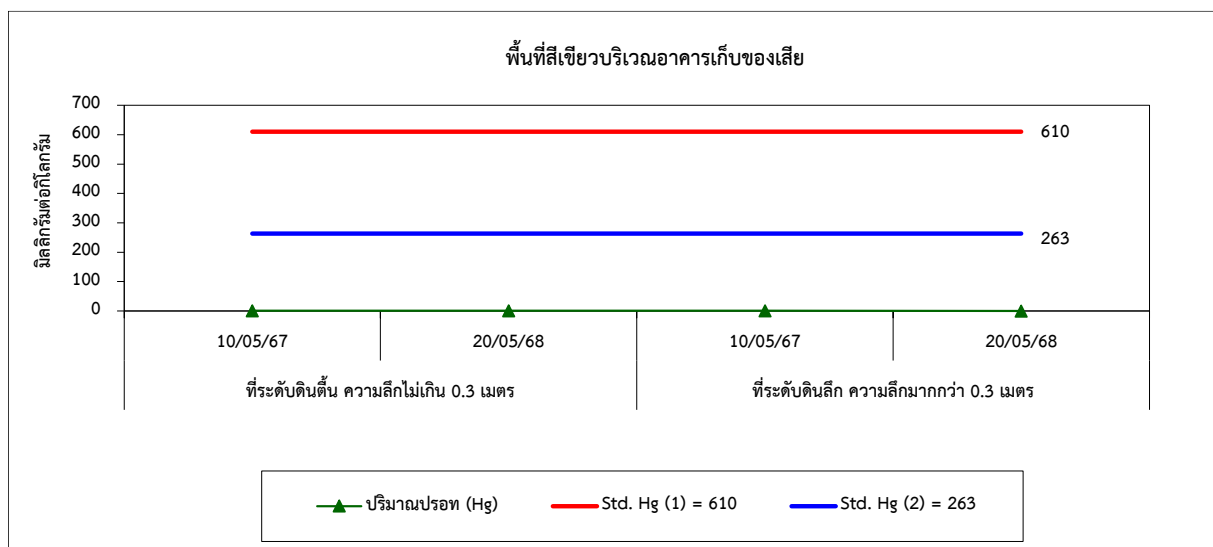 พื้นที่สีเขียวบริเวณอาคารเก็บของเสีย
มิลลิกรัมต่อกิโลกรัม
700
600
500
400
300
200
100
0
610
263
10/05/67 20/05/68 10/05/67 20/05/68
ที่ระดับดินตื้น ความลึกไม่เกิน 0.3 เมตร ที่ระดับดินลึก ความลึกมากกว่า 0.3 เมตร
ปริมาณปรอท (Hg) Std. Hg (1) = 610 Std. Hg (2) = 263